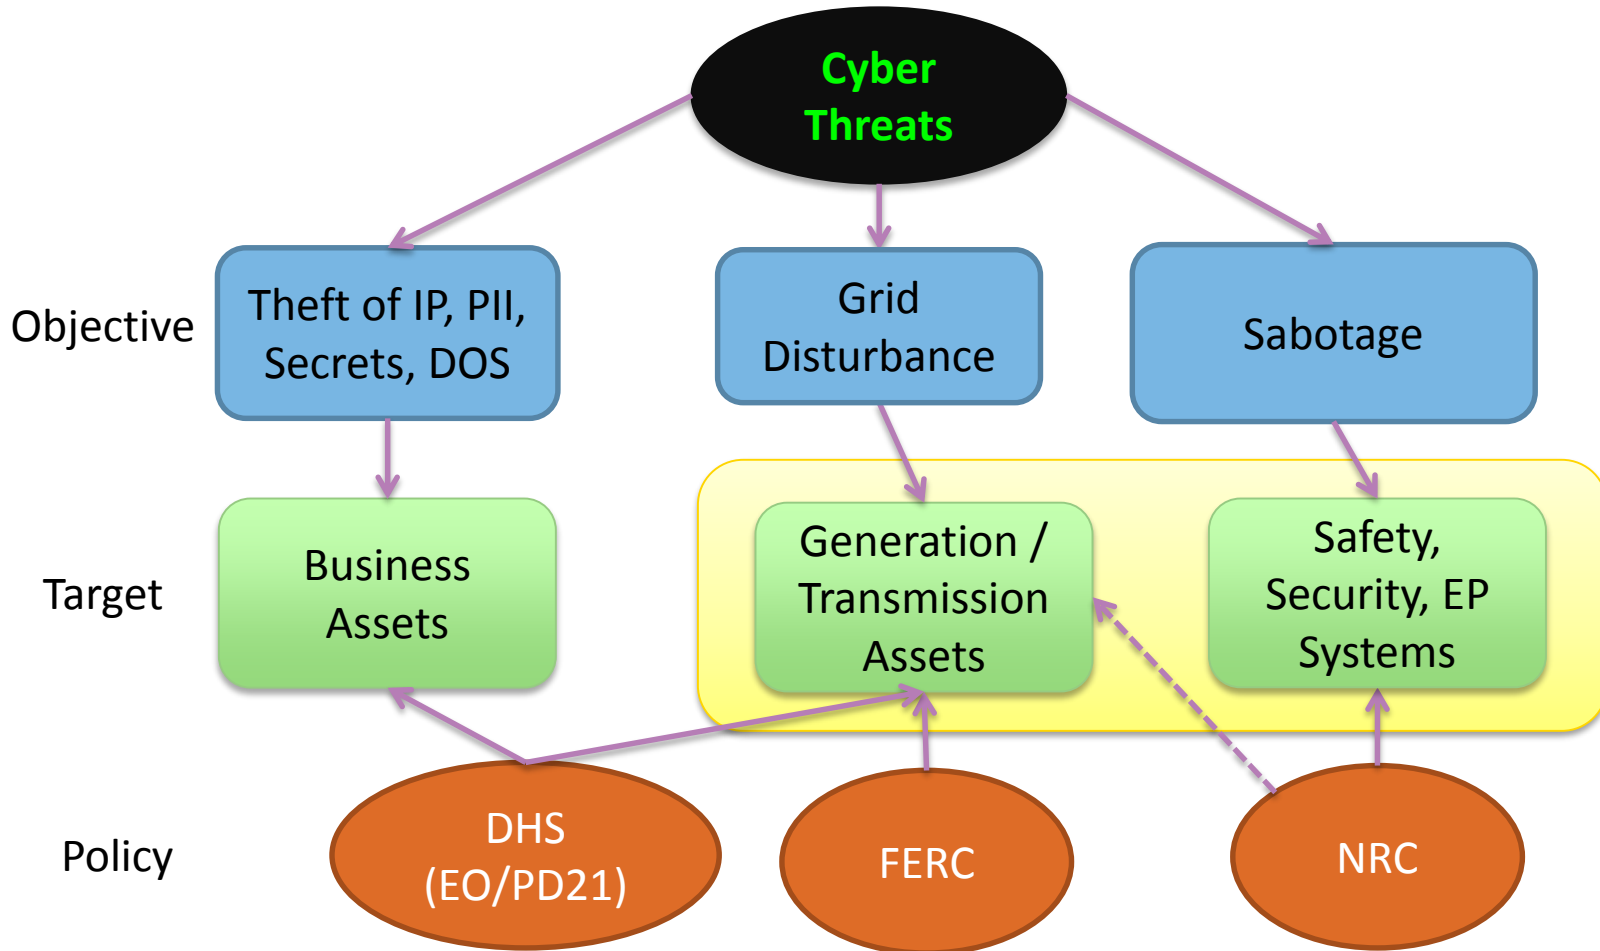 Cyber
Threats
Objective
Theft of IP, PII,
Secrets, DOS
Grid
Disturbance
Sabotage
Target
Business
Assets
Generation /
Transmission
Assets
Safety,
Security, EP
Systems
Policy
DHS
(EO/PD21)
FERC
NRC